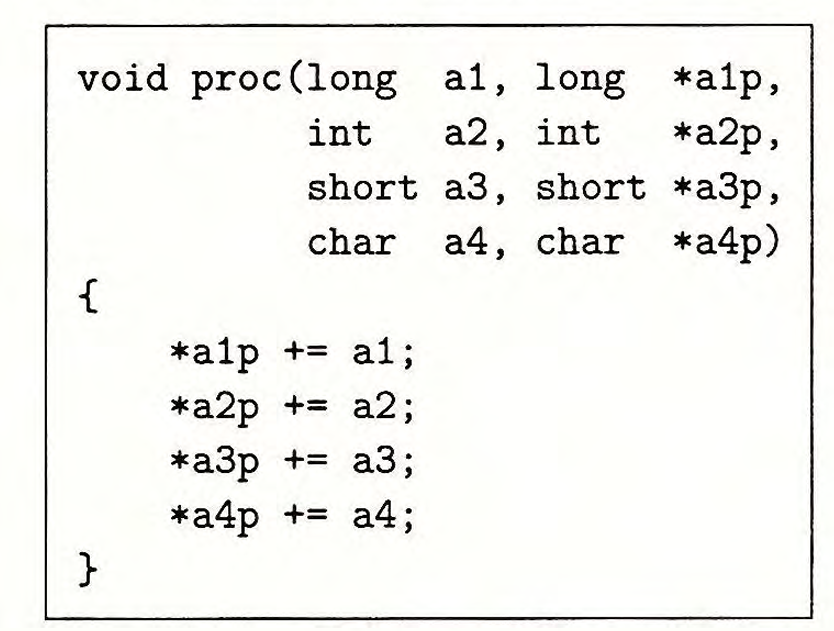 void proc(long  a1, long  *a1p,
          int   a2, int   *a2p,
          short a3, short *a3p,
          char  a4, char  *a4p)
{
    *a1p += a1;
    *a2p += a2;
    *a3p += a3;
    *a4p += a4;
}